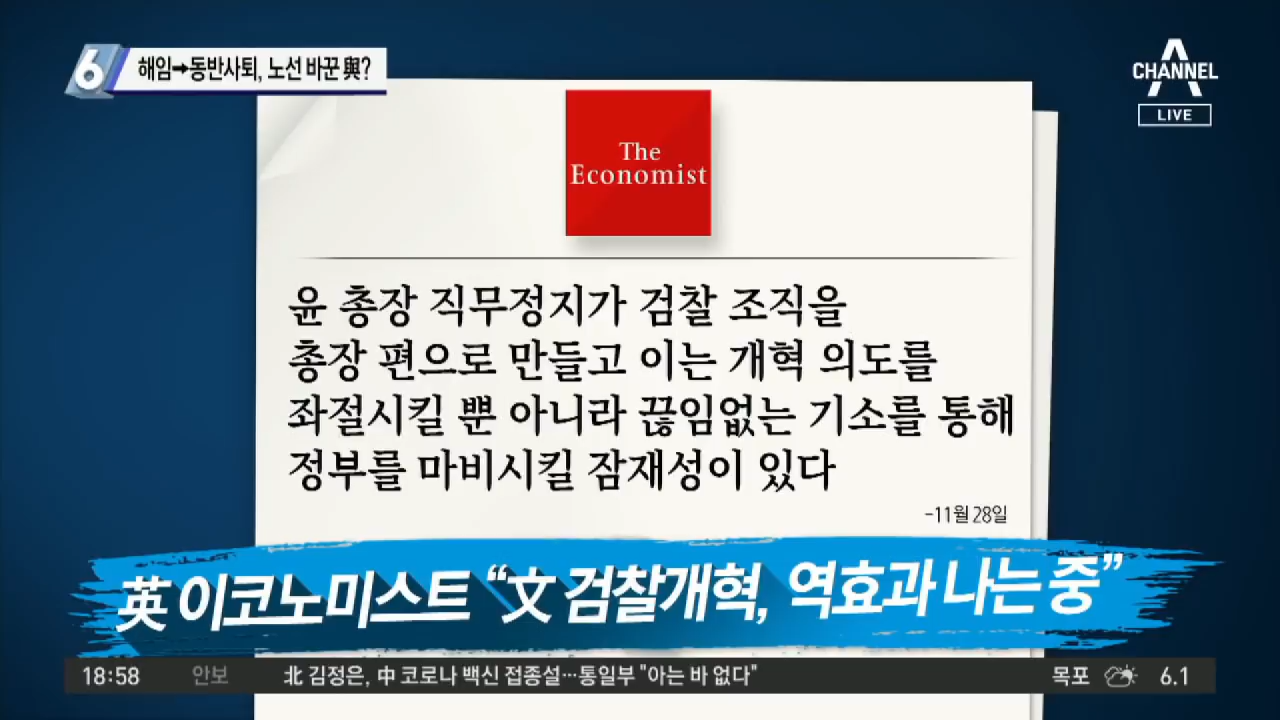 6
해임➡동반사퇴, 노선 바꾼 與?
CHANNEL A
LIVE
The
Economist
윤 총장 직무정지가 검찰 조직을
총장 편으로 만들고 이는 개혁 의도를
좌절시킬 뿐 아니라 끊임없는 기소를 통해
정부를 마비시킬 잠재성이 있다
-11월 28일
英 이코노미스트 “文 검찰개혁, 역효과 나는 중”
18:58 안보 北 김정은, 中 코로나 백신 접종설…통일부 "아는 바 없다" 목포 6.1